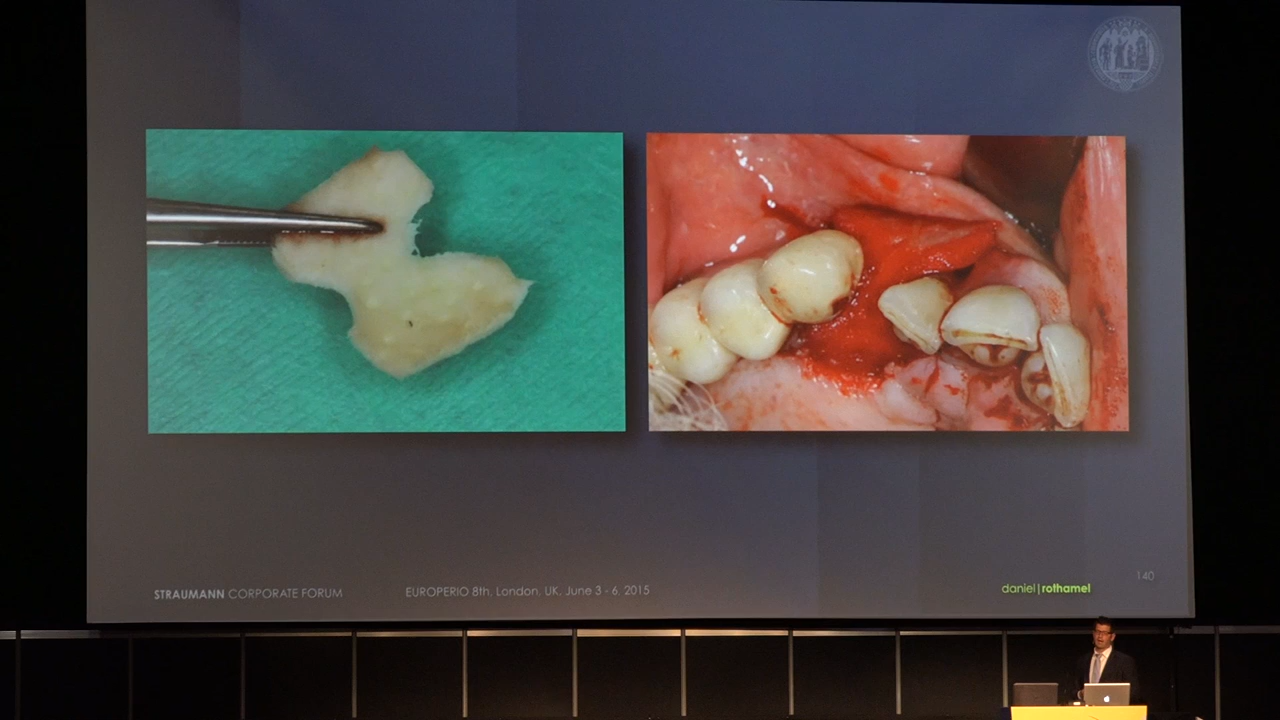 140
STRAUMANN CORPORATE FORUM EUROPERIO 8th, London, UK, June 3 - 6, 2015 daniel|rothamel